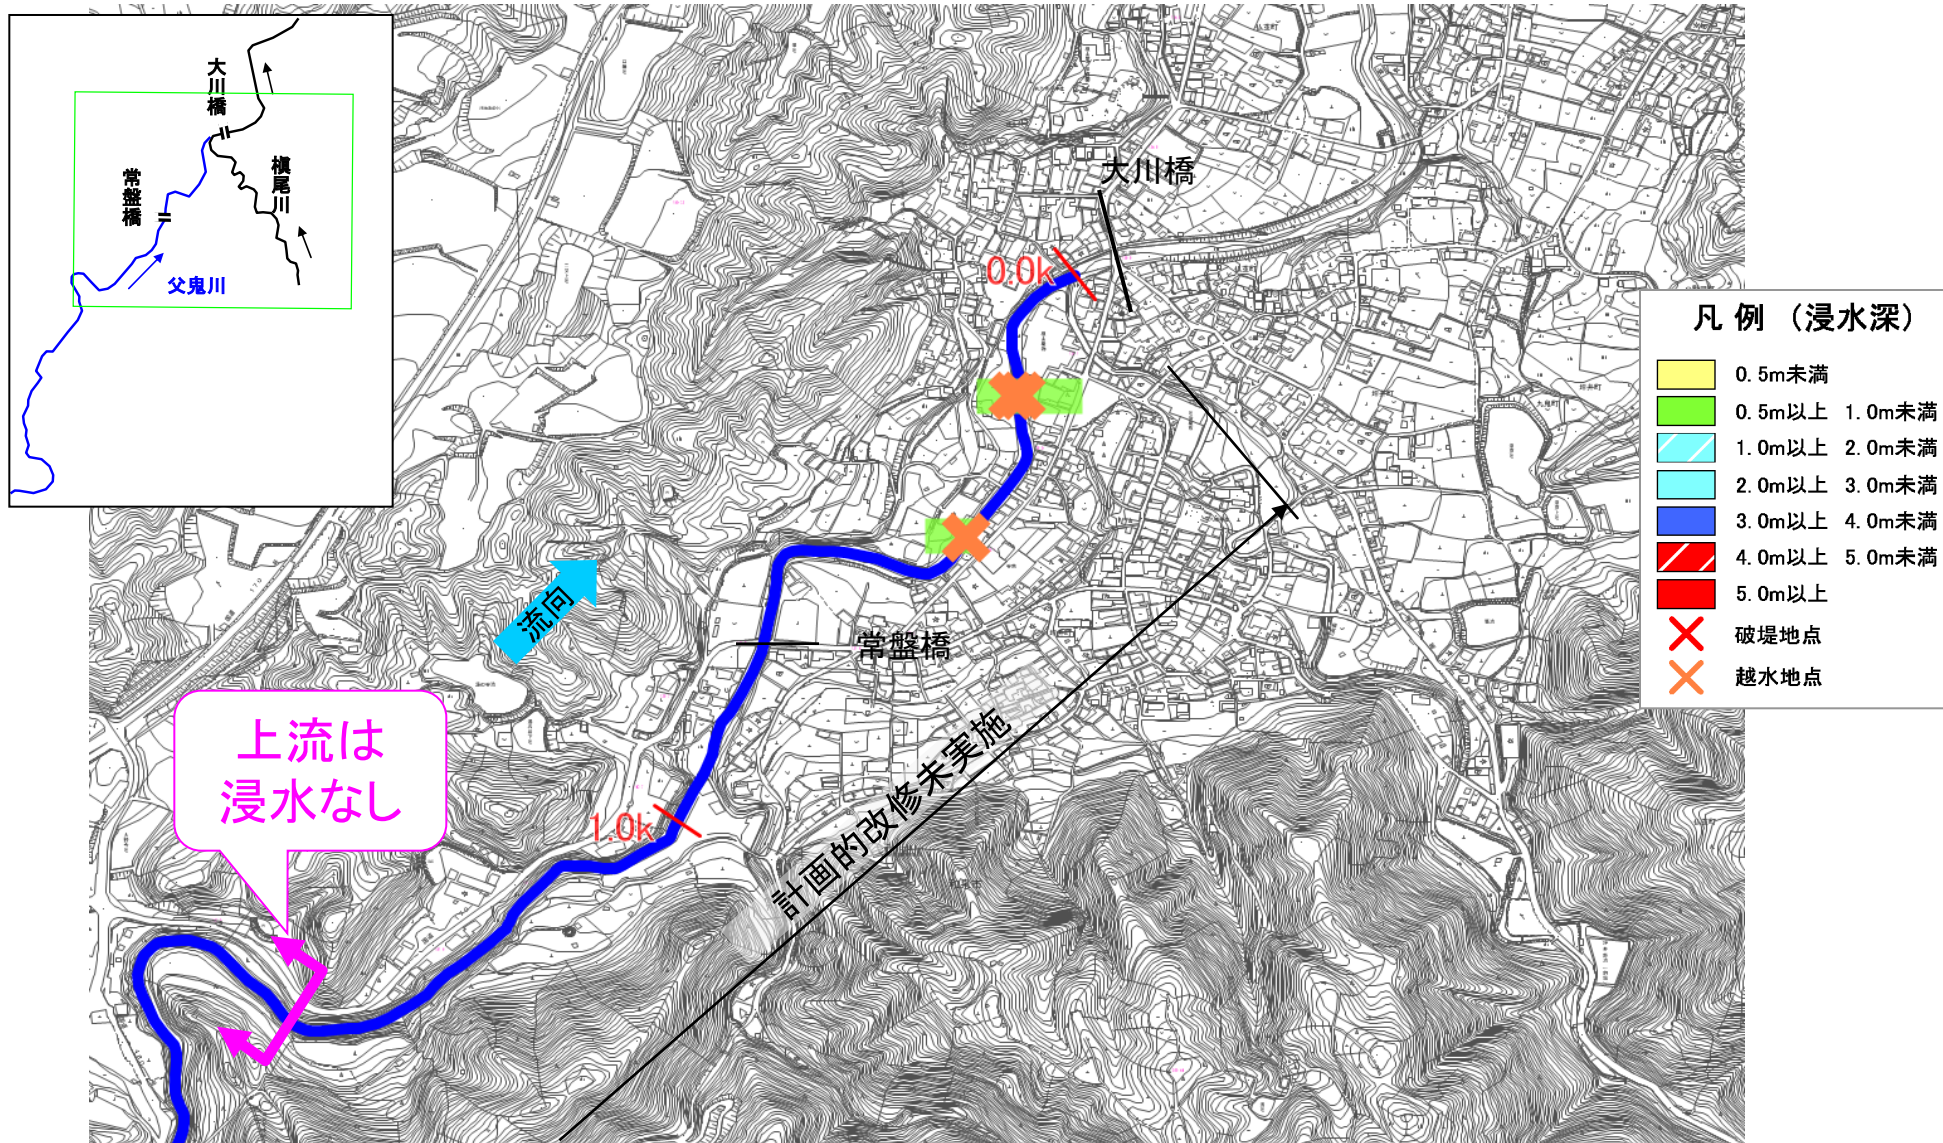 大川橋
槇尾川
常盤橋
父鬼川
大川橋
0.0k
凡 例 （浸水深）
0.5m未満
0.5m以上 1.0m未満
1.0m以上 2.0m未満
2.0m以上 3.0m未満
3.0m以上 4.0m未満
4.0m以上 5.0m未満
5.0m以上
破堤地点
越水地点
流向
常盤橋
上流は
浸水なし
1.0k
計画的改修未実施